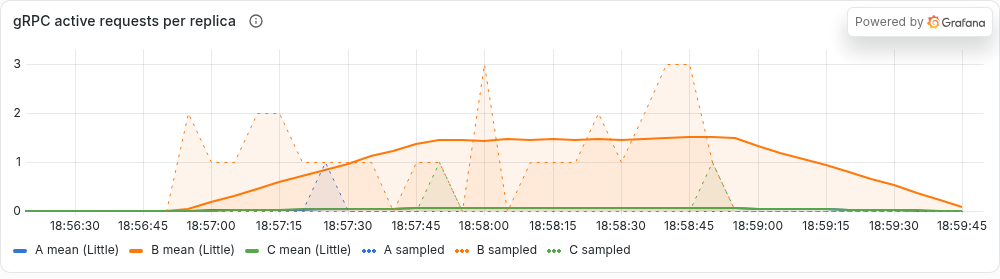 gRPC active requests per replica
Powered by Grafana
3
2
1
0
18:56:30 18:56:45 18:57:00 18:57:15 18:57:30 18:57:45 18:58:00 18:58:15 18:58:30 18:58:45 18:59:00 18:59:15 18:59:30 18:59:45
A mean (Little) B mean (Little) C mean (Little) A sampled B sampled C sampled